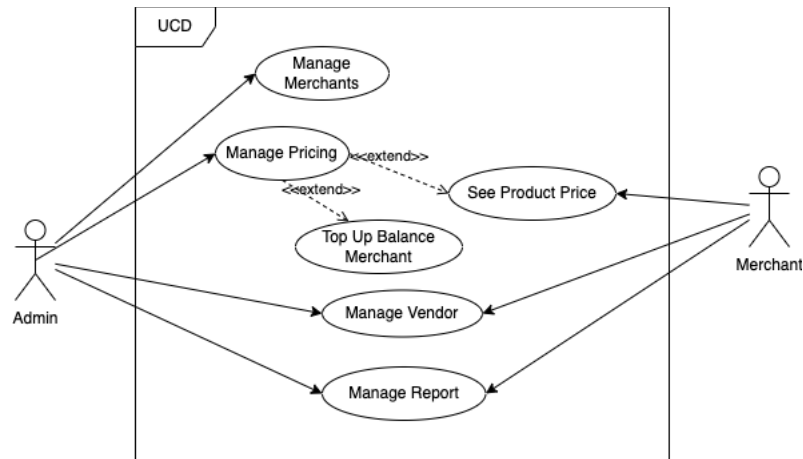 UCD
Manage
Merchants
Manage Pricing
<<extend>>
See Product Price
<<extend>>
Top Up Balance
Merchant
Manage Vendor
Manage Report
Admin
Merchant